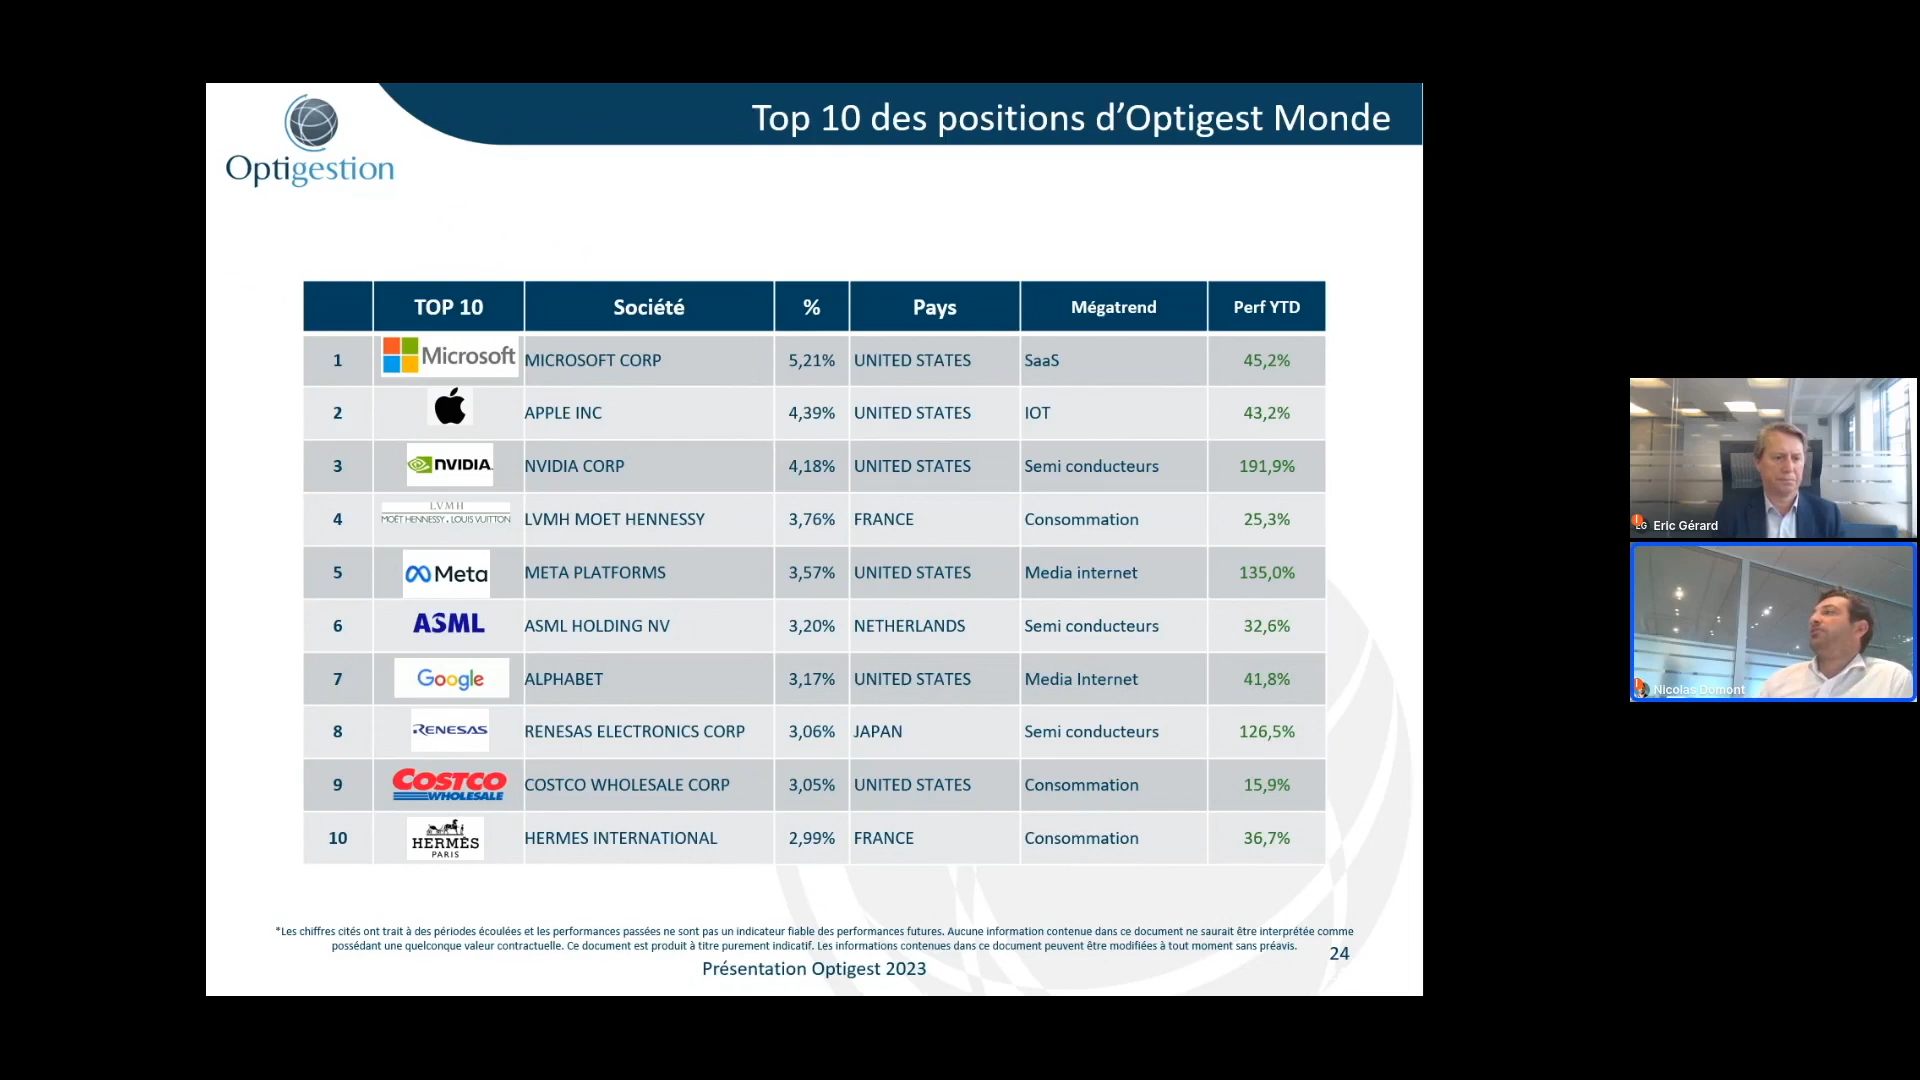 Top 10 des positions d’Optigest Monde
Optigestion
TOP 10 Société % Pays Mégatrend Perf YTD
1 Microsoft MICROSOFT CORP 5,21% UNITED STATES SaaS 45,2%
2 APPLE INC 4,39% UNITED STATES IOT 43,2%
3 NVIDIA NVIDIA CORP 4,18% UNITED STATES Semi conducteurs 191,9%
LVMH
4 MOËT HENNESSY . LOUIS VUITTON LVMH MOET HENNESSY 3,76% FRANCE Consommation 25,3%
5 Meta META PLATFORMS 3,57% UNITED STATES Media internet 135,0%
6 ASML ASML HOLDING NV 3,20% NETHERLANDS Semi conducteurs 32,6%
7 Google ALPHABET 3,17% UNITED STATES Media Internet 41,8%
8 RENESAS RENESAS ELECTRONICS CORP 3,06% JAPAN Semi conducteurs 126,5%
9 COSTCO WHOLESALE COSTCO WHOLESALE CORP 3,05% UNITED STATES Consommation 15,9%
10 HERMÈS PARIS HERMES INTERNATIONAL 2,99% FRANCE Consommation 36,7%
*Les chiffres cités ont trait à des périodes écoulées et les performances passées ne sont pas un indicateur fiable des performances futures. Aucune information contenue dans ce document ne saurait être interprétée comme
possédant une quelconque valeur contractuelle. Ce document est produit à titre purement indicatif. Les informations contenues dans ce document peuvent être modifiées à tout moment sans préavis.
24
Présentation Optigest 2023
EG Eric Gérard
Nicolas Domont